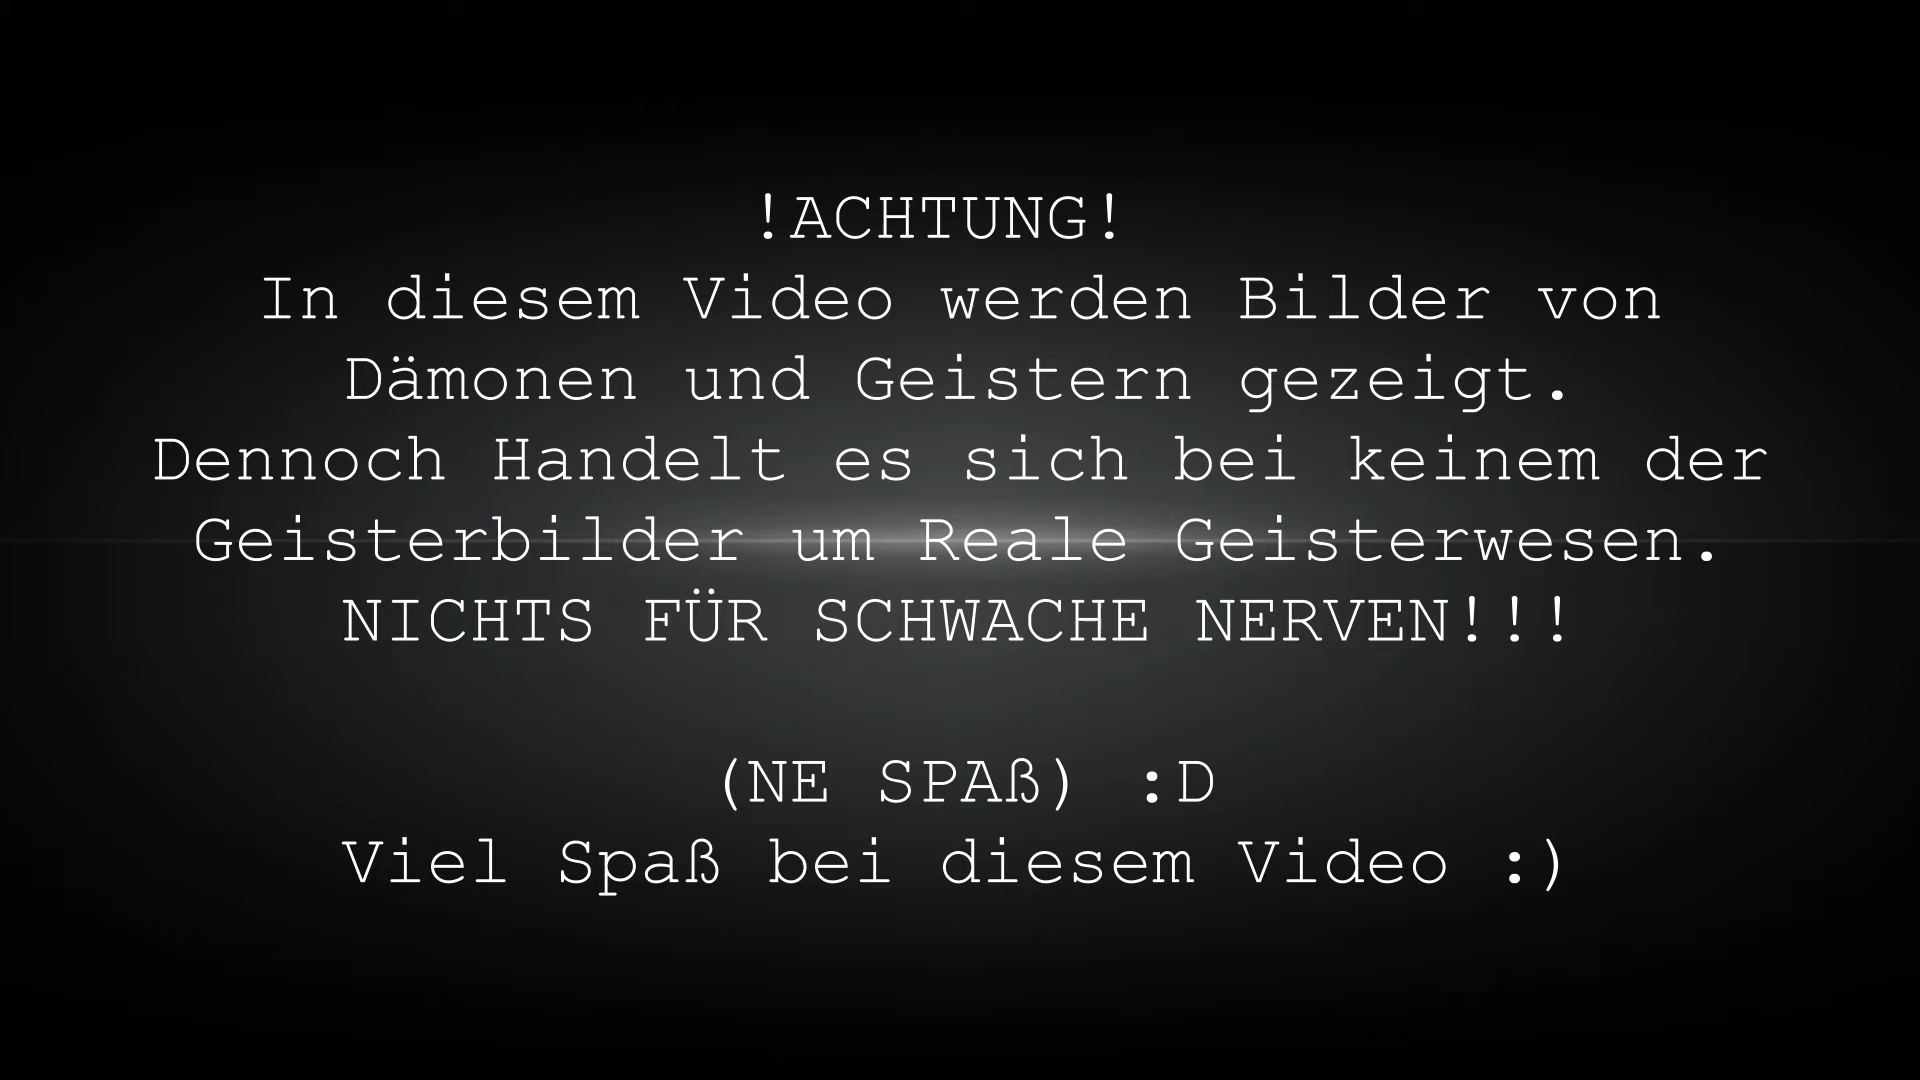 !ACHTUNG!
In diesem Video werden Bilder von
Dämonen und Geistern gezeigt.
Dennoch Handelt es sich bei keinem der
Geisterbilder um Reale Geisterwesen.
NICHTS FÜR SCHWACHE NERVEN!!!
(NE SPAß) :D
Viel Spaß bei diesem Video :)